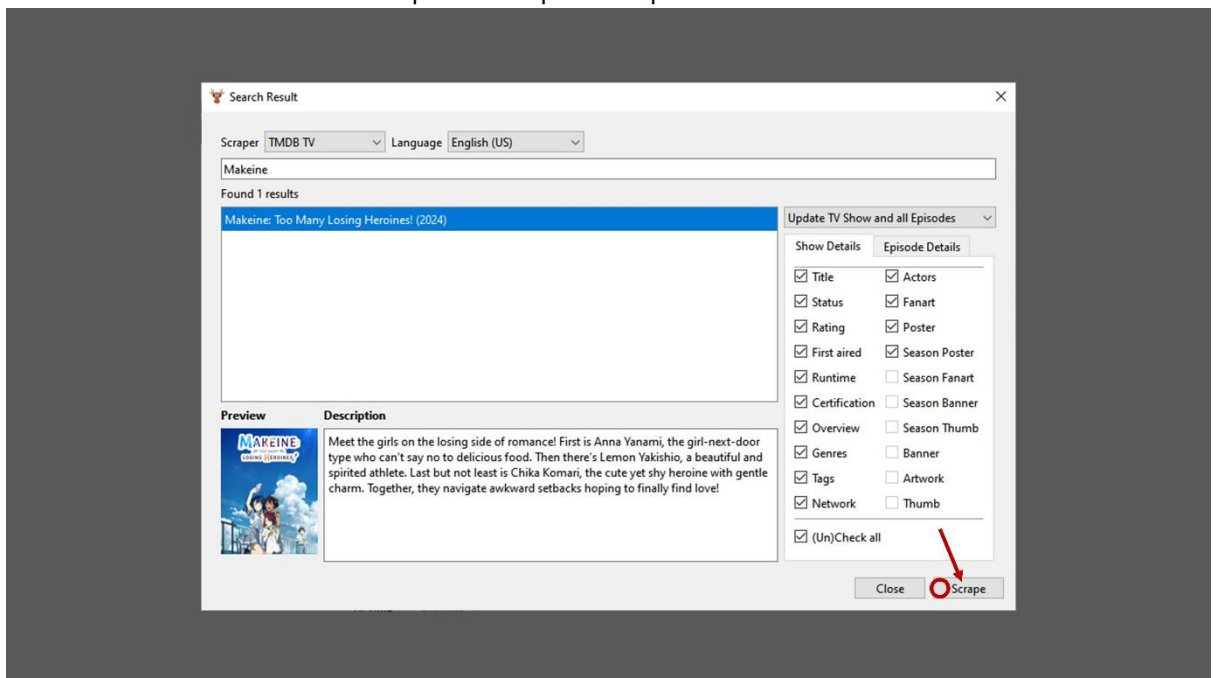 Search Result
Scraper TMDB TV Language English (US)
Makeine
Found 1 results
Makeine: Too Many Losing Heroines! (2024)
Update TV Show and all Episodes
Show Details Episode Details
Title Actors
Status Fanart
Rating Poster
First aired Season Poster
Runtime Season Fanart
Certification Season Banner
Overview Season Thumb
Genres Banner
Tags Artwork
Network Thumb
(Un)Check all
Preview Description
MAKEINE
LOSING HEROINES!
Meet the girls on the losing side of romance! First is Anna Yanami, the girl-next-door
type who can't say no to delicious food. Then there's Lemon Yakishio, a beautiful and
spirited athlete. Last but not least is Chika Komari, the cute yet shy heroine with gentle
charm. Together, they navigate awkward setbacks hoping to finally find love!
Close Scrape